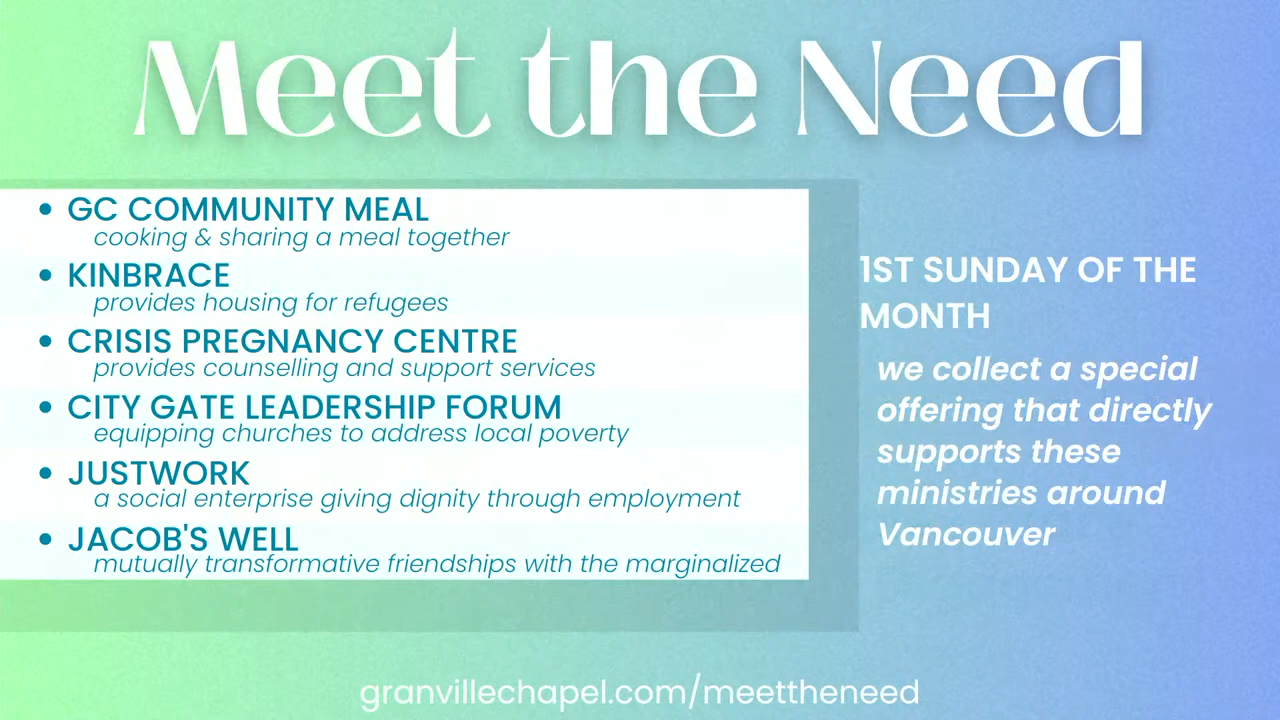 Meet the Need
• GC COMMUNITY MEAL
cooking & sharing a meal together
• KINBRACE
provides housing for refugees
• CRISIS PREGNANCY CENTRE
provides counselling and support services
• CITY GATE LEADERSHIP FORUM
equipping churches to address local poverty
• JUSTWORK
a social enterprise giving dignity through employment
• JACOB'S WELL
mutually transformative friendships with the marginalized
1ST SUNDAY OF THE
MONTH
we collect a special
offering that directly
supports these
ministries around
Vancouver
granvillechapel.com/meettheneed